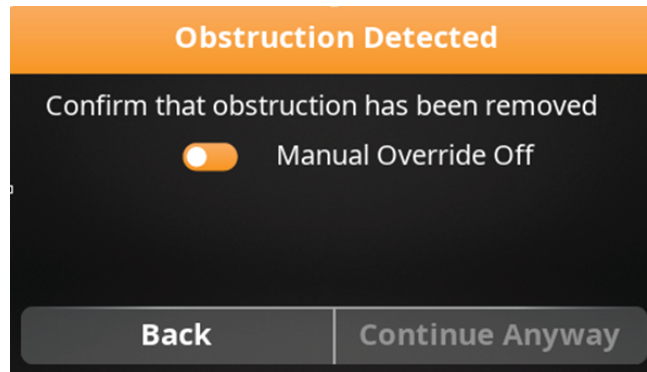 Obstruction Detected
Confirm that obstruction has been removed
Manual Override Off
Back
Continue Anyway